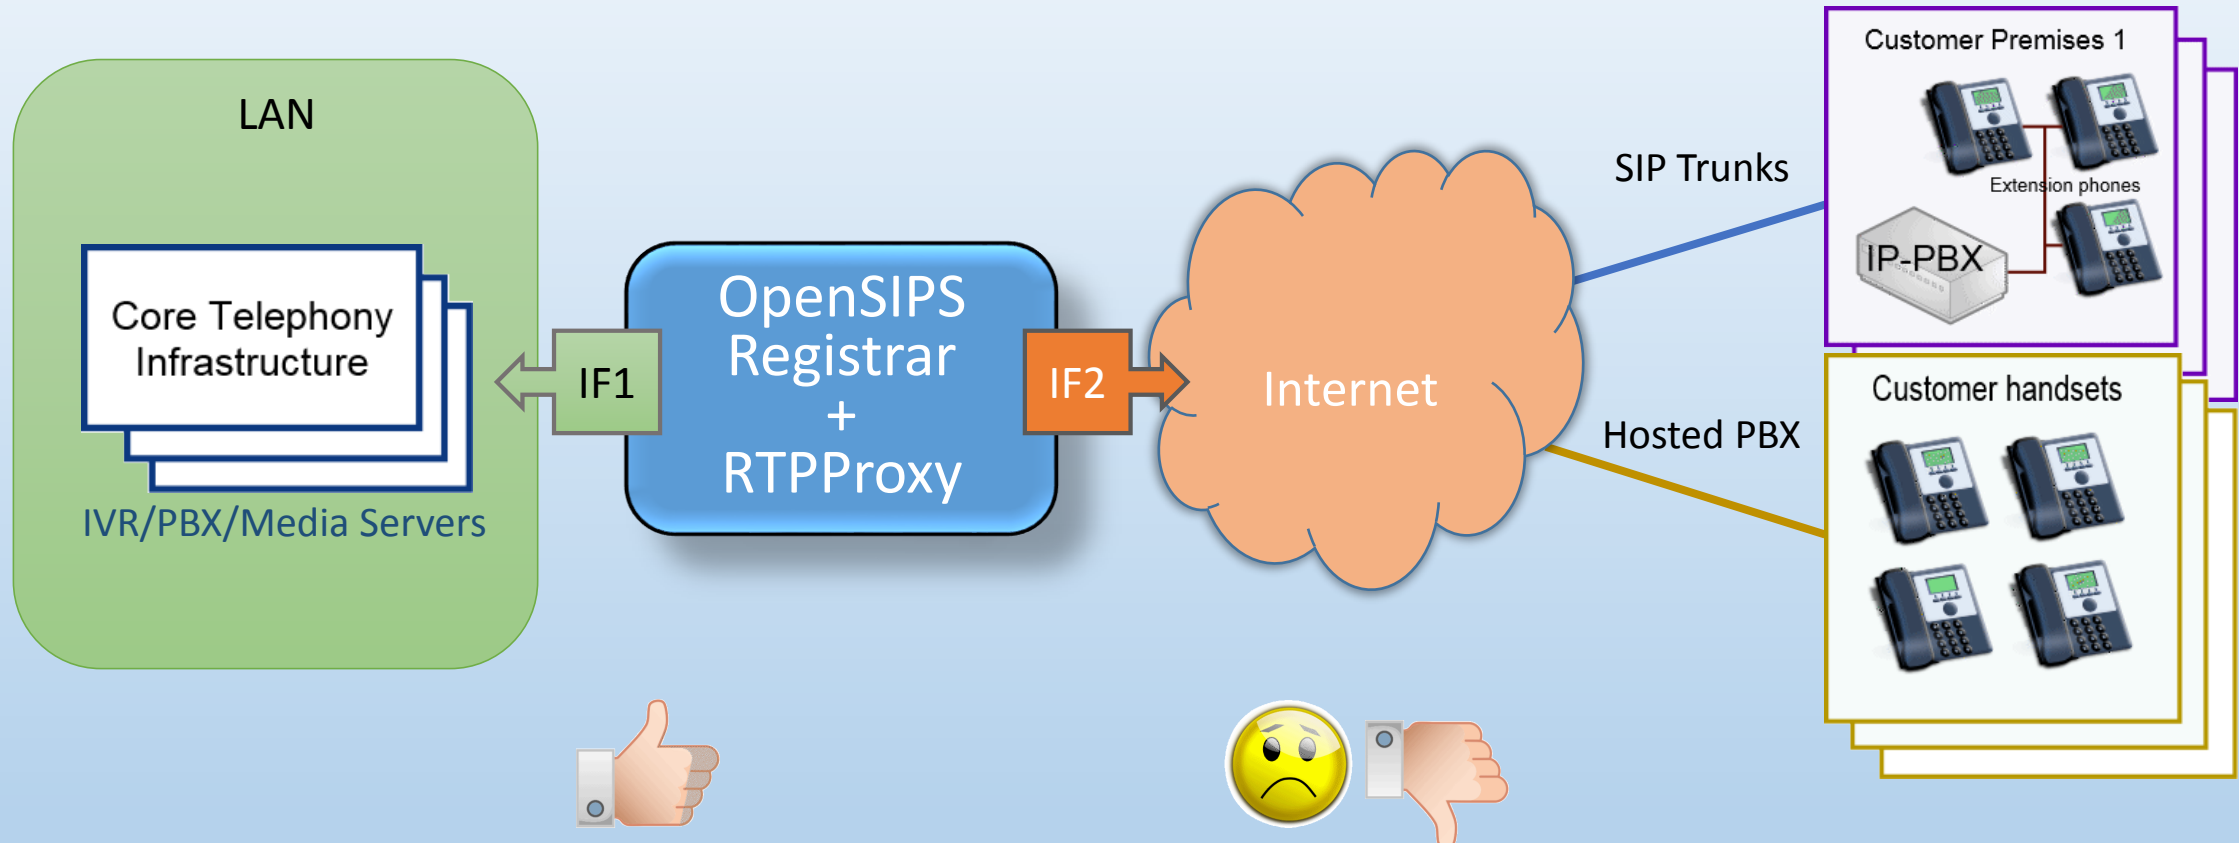 LAN
Core Telephony
Infrastructure
IVR/PBX/Media Servers
IF1
OpenSIPS
Registrar
+
RTPProxy
IF2
Internet
SIP Trunks
Hosted PBX
Customer Premises 1
Extension phones
IP-PBX
Customer handsets